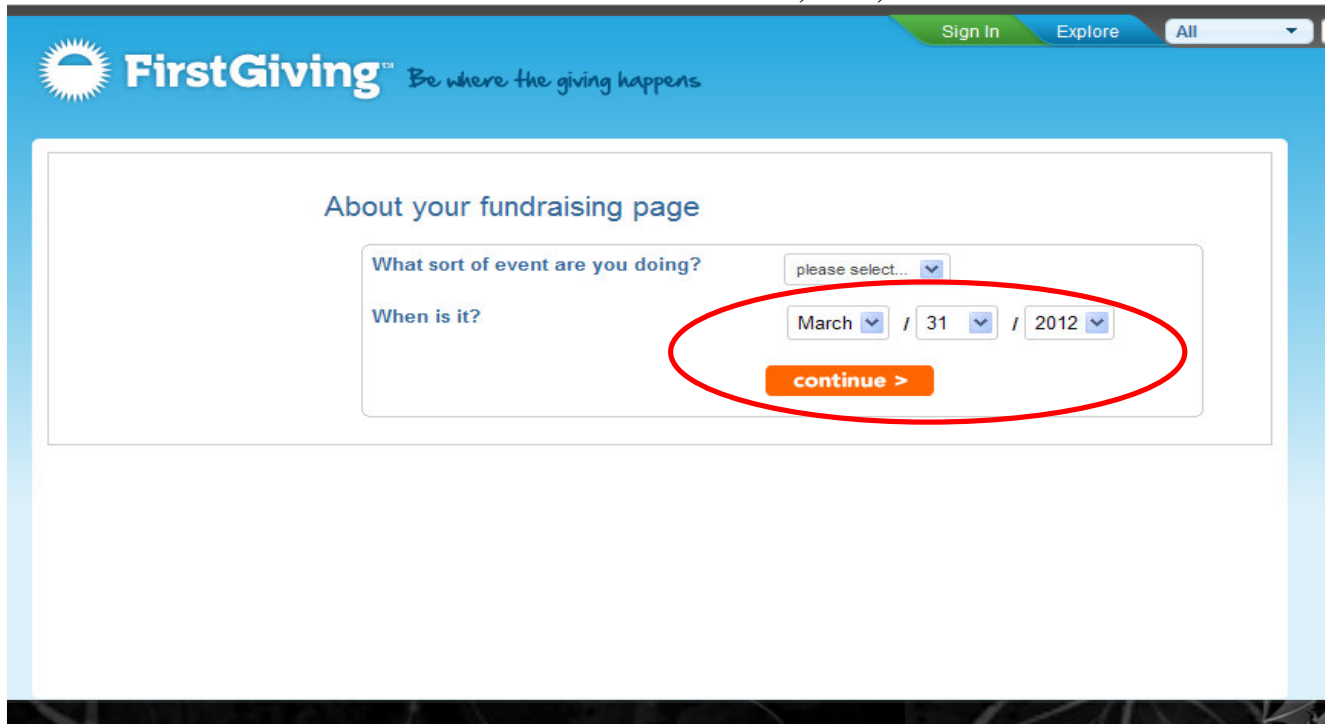 Sign In Explore All
FirstGiving™ Be where the giving happens
About your fundraising page
What sort of event are you doing? please select...
When is it? March / 31 / 2012
continue >